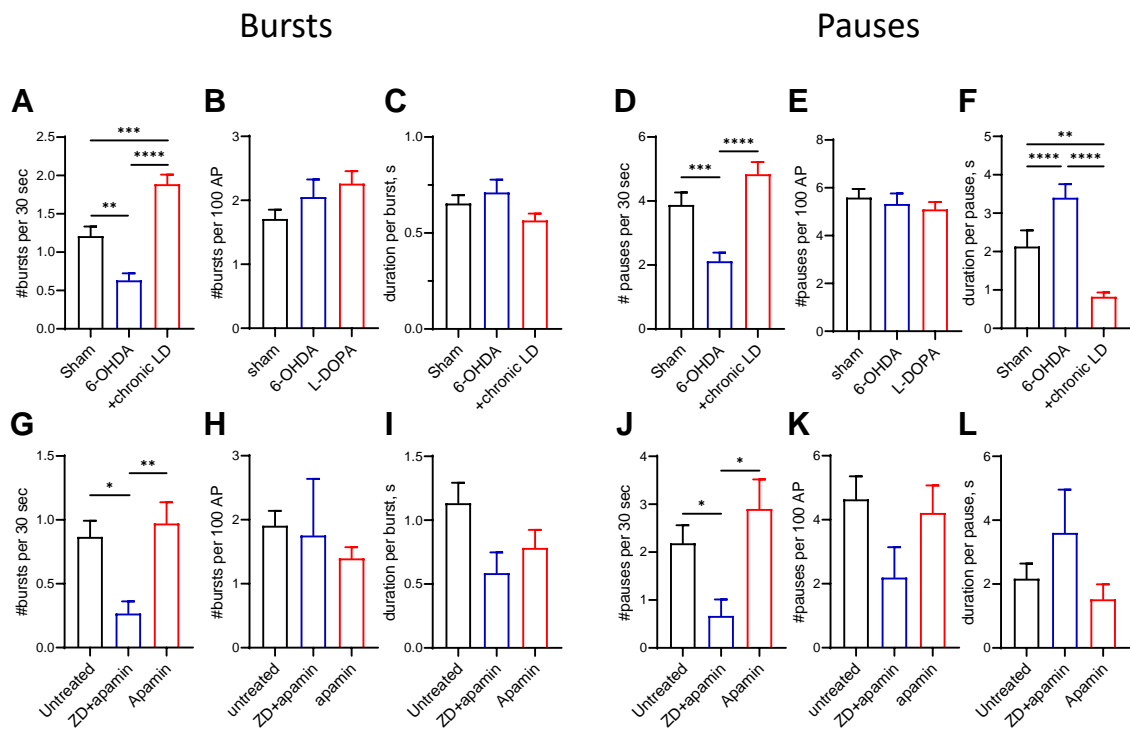 Bursts
Pauses
A
#bursts per 30 sec
2.5
2.0
1.5
1.0
0.5
0.0
***
****
**
Sham
6-OHDA
+chronic LD
B
#bursts per 100 AP
3
2
1
0
sham
6-OHDA
L-DOPA
C
duration per burst, s
1.0
0.5
0.0
Sham
6-OHDA
+chronic LD
D
# pauses per 30 sec
6
4
2
0
***
****
Sham
6-OHDA
+chronic LD
E
#pauses per 100 AP
8
6
4
2
0
sham
6-OHDA
L-DOPA
F
duration per pause, s
5
4
3
2
1
0
**
****
****
Sham
6-OHDA
+chronic LD
G
#bursts per 30 sec
1.5
1.0
0.5
0.0
*
**
Untreated
ZD+apamin
Apamin
H
#bursts per 100 AP
3
2
1
0
untreated
ZD+apamin
apamin
I
duration per burst, s
1.5
1.0
0.5
0.0
Untreated
ZD+apamin
Apamin
J
#pauses per 30 sec
4
3
2
1
0
*
*
Untreated
ZD+apamin
Apamin
K
#pauses per 100 AP
6
4
2
0
untreated
ZD+apamin
apamin
L
duration per pause, s
6
4
2
0
Untreated
ZD+apamin
Apamin